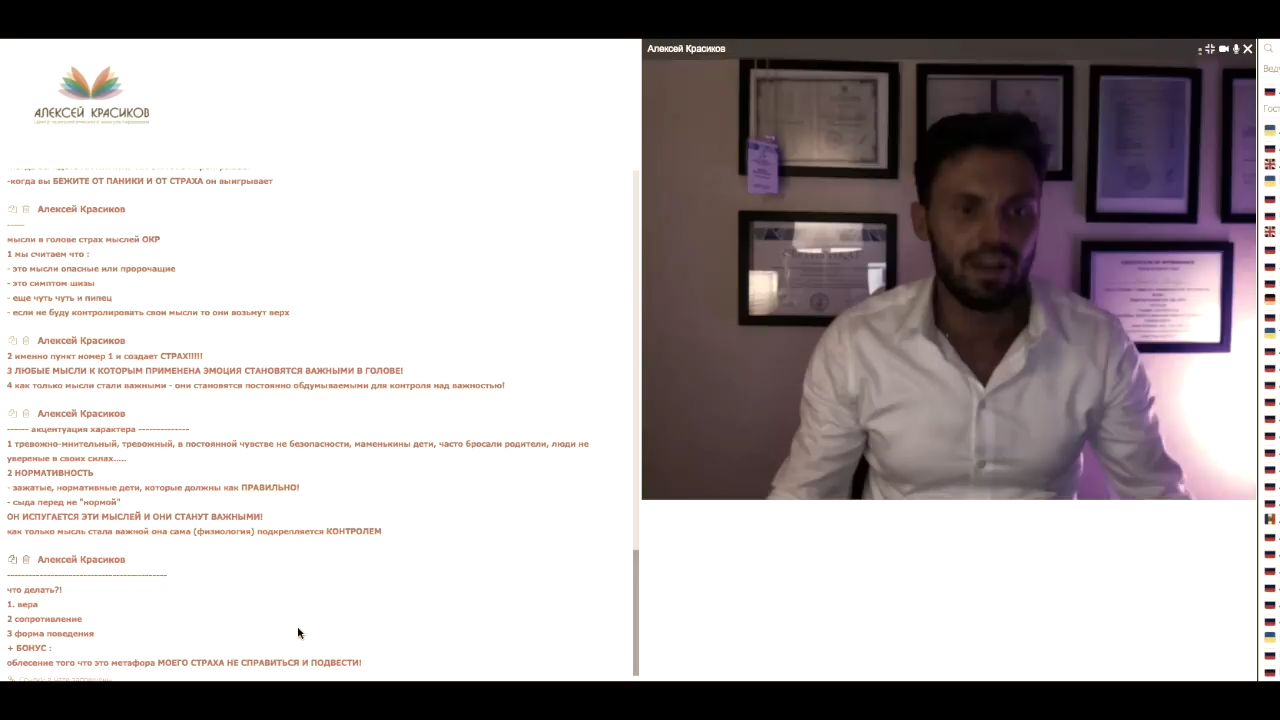 АЛЕКСЕЙ КРАСИКОВ
-когда вы БЕЖИТЕ ОТ ПАНИКИ И ОТ СТРАХА он выигрывает
Алексей Красиков
-----
мысли в голове страх мыслей ОКР
1 мы считаем что :
- это мысли опасные или пророчащие
- это симптом шизы
- еще чуть чуть и пипец
- если не буду контролировать свои мысли то они возьмут верх
Алексей Красиков
2 именно пункт номер 1 и создает СТРАХ!!!!!
3 ЛЮБЫЕ МЫСЛИ К КОТОРЫМ ПРИМЕНЕНА ЭМОЦИЯ СТАНОВЯТСЯ ВАЖНЫМИ В ГОЛОВЕ!
4 как только мысли стали важными - они становятся постоянно обдумываемыми для контроля над важностью!
Алексей Красиков
------ акцентуация характера --------------
1 тревожно-мнительный, тревожный, в постоянной чувстве не безопасности, маменькины дети, часто бросали родители, люди не
увереные в своих силах.....
2 НОРМАТИВНОСТЬ
- зажатые, нормативные дети, которые должны как ПРАВИЛЬНО!
- сыда перед не "нормой"
ОН ИСПУГАЕТСЯ ЭТИ МЫСЛЕЙ И ОНИ СТАНУТ ВАЖНЫМИ!
как только мысль стала важной она сама (физиология) подкрепляется КОНТРОЛЕМ
Алексей Красиков
---------------------------------------------
что делать?!
1. вера
2 сопротивление
3 форма поведения
+ БОНУС :
облесение того что это метафора МОЕГО СТРАХА НЕ СПРАВИТЬСЯ И ПОДВЕСТИ!
Алексей Красиков
Вед
Гост